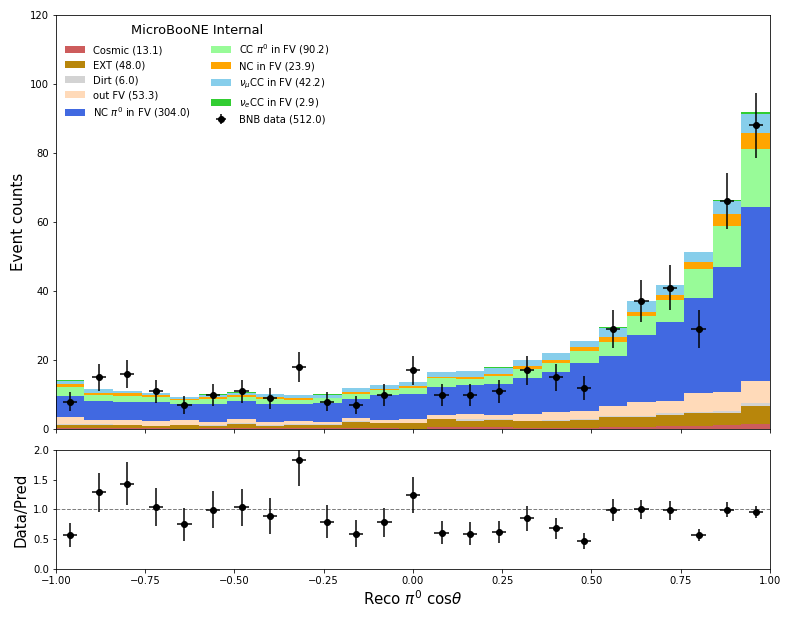 MicroBooNE Internal
Cosmic (13.1)
EXT (48.0)
Dirt (6.0)
out FV (53.3)
NC π⁰ in FV (304.0)
CC π⁰ in FV (90.2)
NC in FV (23.9)
νμCC in FV (42.2)
νeCC in FV (2.9)
BNB data (512.0)
Event counts
120
100
80
60
40
20
0
Data/Pred
2.0
1.5
1.0
0.5
0.0
−1.00 −0.75 −0.50 −0.25 0.00 0.25 0.50 0.75 1.00
Reco π⁰ cosθ